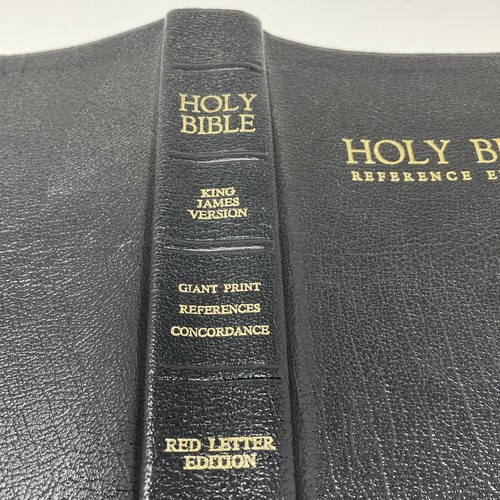 HOLY
BIBLE
KING
JAMES
VERSION
GIANT PRINT
REFERENCES
CONCORDANCE
RED LETTER
EDITION
HOLY
REFERENCE